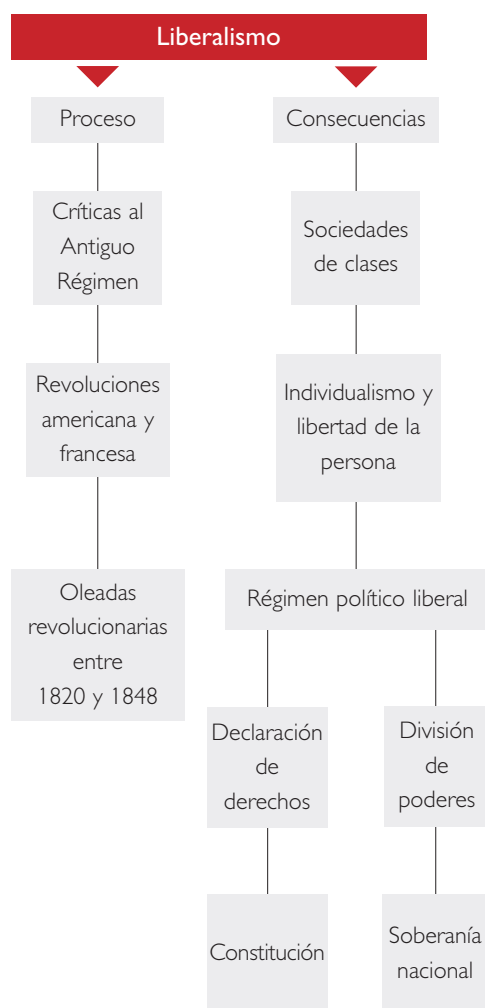 Liberalismo
Proceso
Críticas al
Antiguo
Régimen
Revoluciones
americana y
francesa
Oleadas
revolucionarias
entre
1820 y 1848
Consecuencias
Sociedades
de clases
Individualismo y
libertad de la
persona
Régimen político liberal
Declaración
de
derechos
Constitución
División
de
poderes
Soberanía
nacional